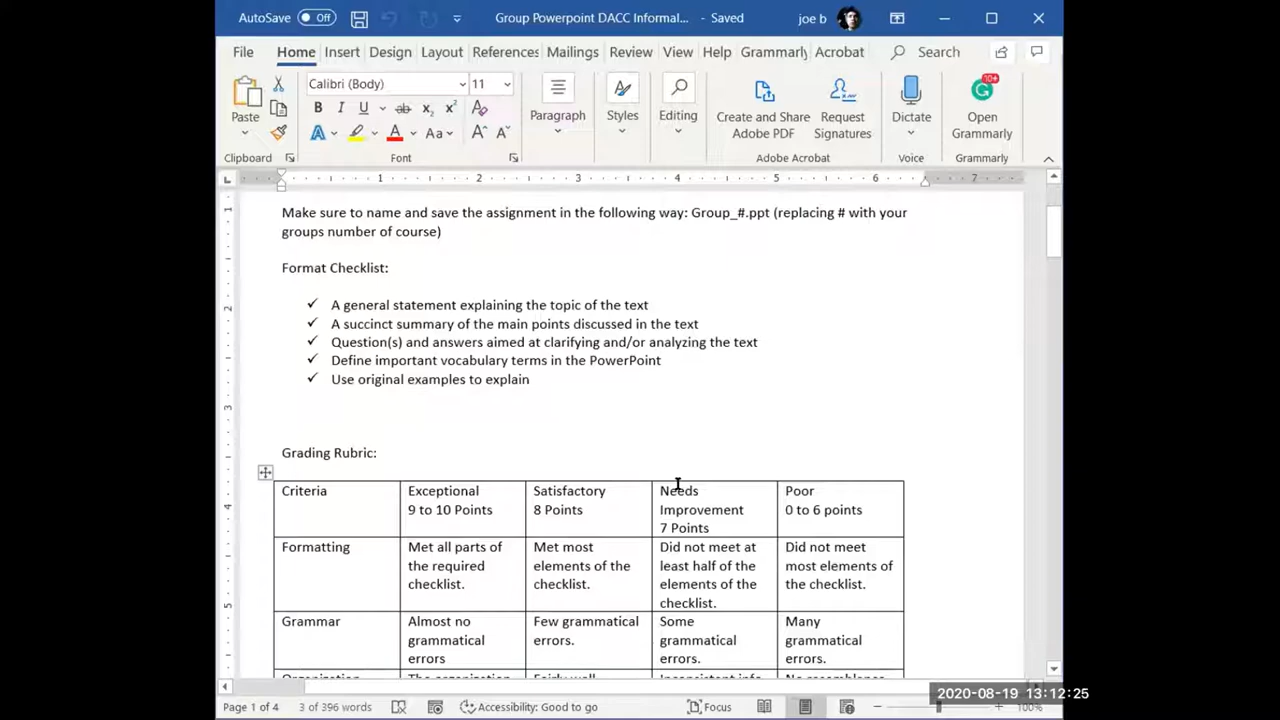 AutoSave Off Group Powerpoint DACC Informal... - Saved joe b
File Home Insert Design Layout References Mailings Review View Help Grammarly Acrobat Search
Calibri (Body) 11
Paste Paragraph Styles Editing Create and Share Adobe PDF Request Signatures Dictate Open Grammarly
Clipboard Font Adobe Acrobat Voice Grammarly
Make sure to name and save the assignment in the following way: Group_#.ppt (replacing # with your
groups number of course)
Format Checklist:
✓ A general statement explaining the topic of the text
✓ A succinct summary of the main points discussed in the text
✓ Question(s) and answers aimed at clarifying and/or analyzing the text
✓ Define important vocabulary terms in the PowerPoint
✓ Use original examples to explain
Grading Rubric:
Criteria Exceptional Satisfactory Needs Poor
9 to 10 Points 8 Points Improvement 0 to 6 points
7 Points
Formatting Met all parts of Met most Did not meet at Did not meet
the required elements of the least half of the most elements of
checklist. checklist. elements of the the checklist.
checklist.
Grammar Almost no Few grammatical Some Many
grammatical errors. grammatical grammatical
errors errors. errors.
2020-08-19 13:12:25
Page 1 of 4 3 of 396 words Accessibility: Good to go Focus 100%